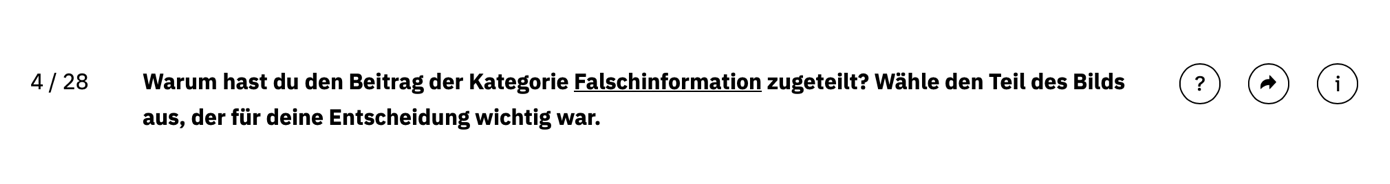 4 / 28
Warum hast du den Beitrag der Kategorie Falschinformation zugeteilt? Wähle den Teil des Bilds
aus, der für deine Entscheidung wichtig war.
?
i